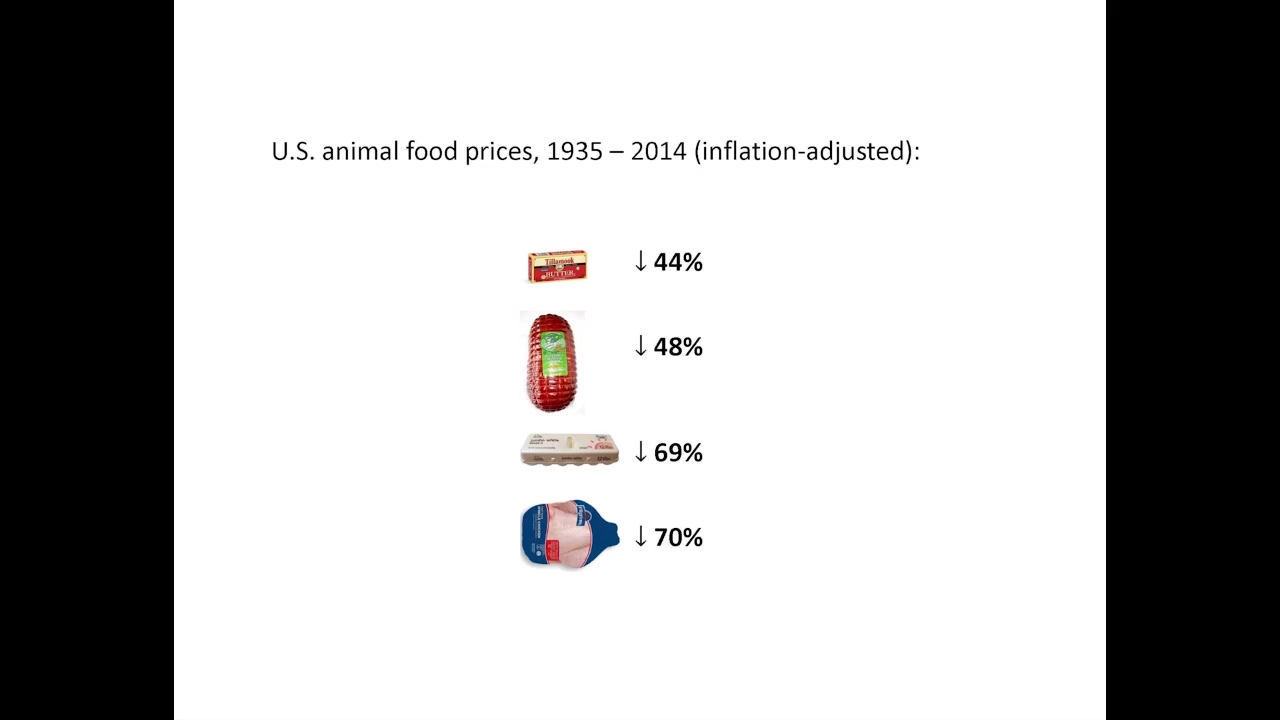 U.S. animal food prices, 1935 – 2014 (inflation-adjusted):
Tillamook
BUTTER
↓ 44%
↓ 48%
↓ 69%
↓ 70%